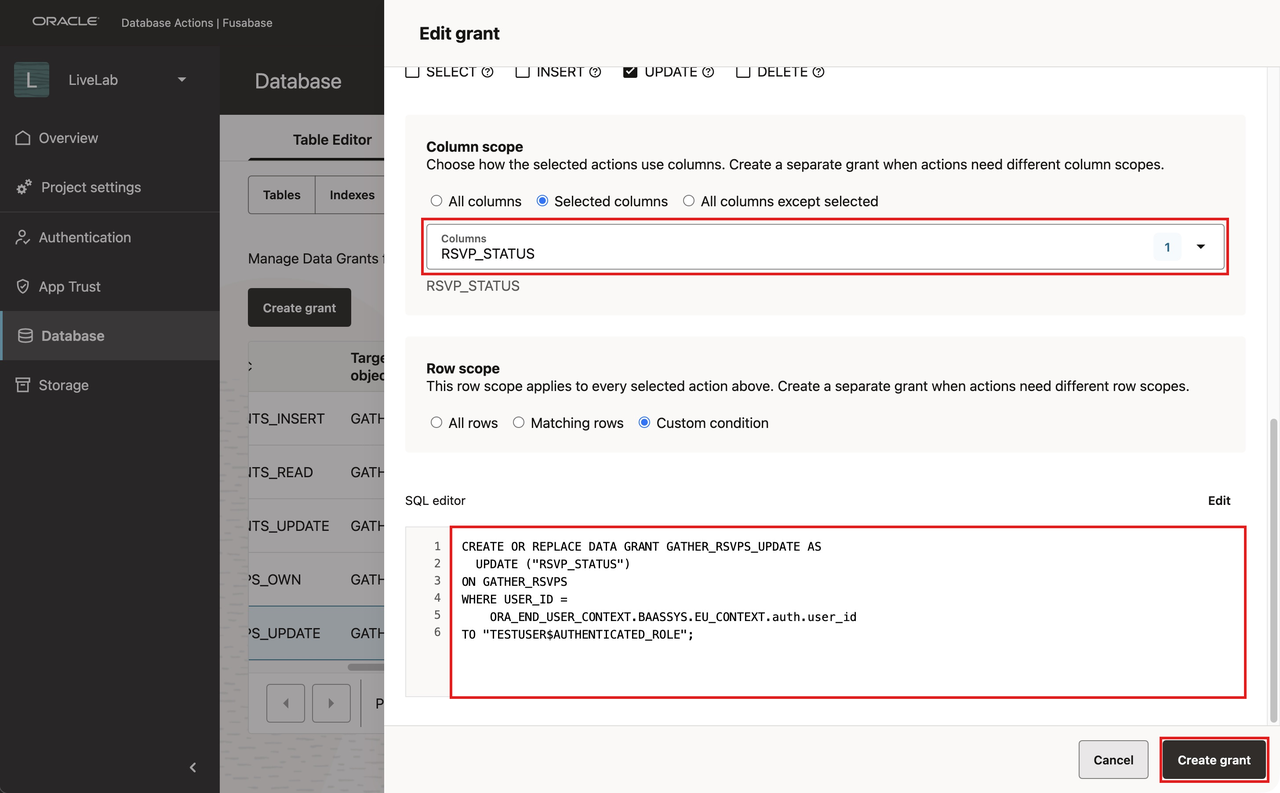 ORACLE Database Actions | Fusabase
L LiveLab
Overview
Project settings
Authentication
App Trust
Database
Storage
Database
Table Editor
Tables Indexes
Manage Data Grants
Create grant
NTS_INSERT GATH
NTS_READ GATH
NTS_UPDATE GATH
PS_OWN GATH
PS_UPDATE GATH
Edit grant
SELECT INSERT UPDATE DELETE
Column scope
Choose how the selected actions use columns. Create a separate grant when actions need different column scopes.
All columns Selected columns All columns except selected
Columns
RSVP_STATUS 1
RSVP_STATUS
Row scope
This row scope applies to every selected action above. Create a separate grant when actions need different row scopes.
All rows Matching rows Custom condition
SQL editor Edit
1 CREATE OR REPLACE DATA GRANT GATHER_RSVPS_UPDATE AS
2 UPDATE ("RSVP_STATUS")
3 ON GATHER_RSVPS
4 WHERE USER_ID =
5 ORA_END_USER_CONTEXT.BAASSYS.EU_CONTEXT.auth.user_id
6 TO "TESTUSER$AUTHENTICATED_ROLE";
Cancel Create grant